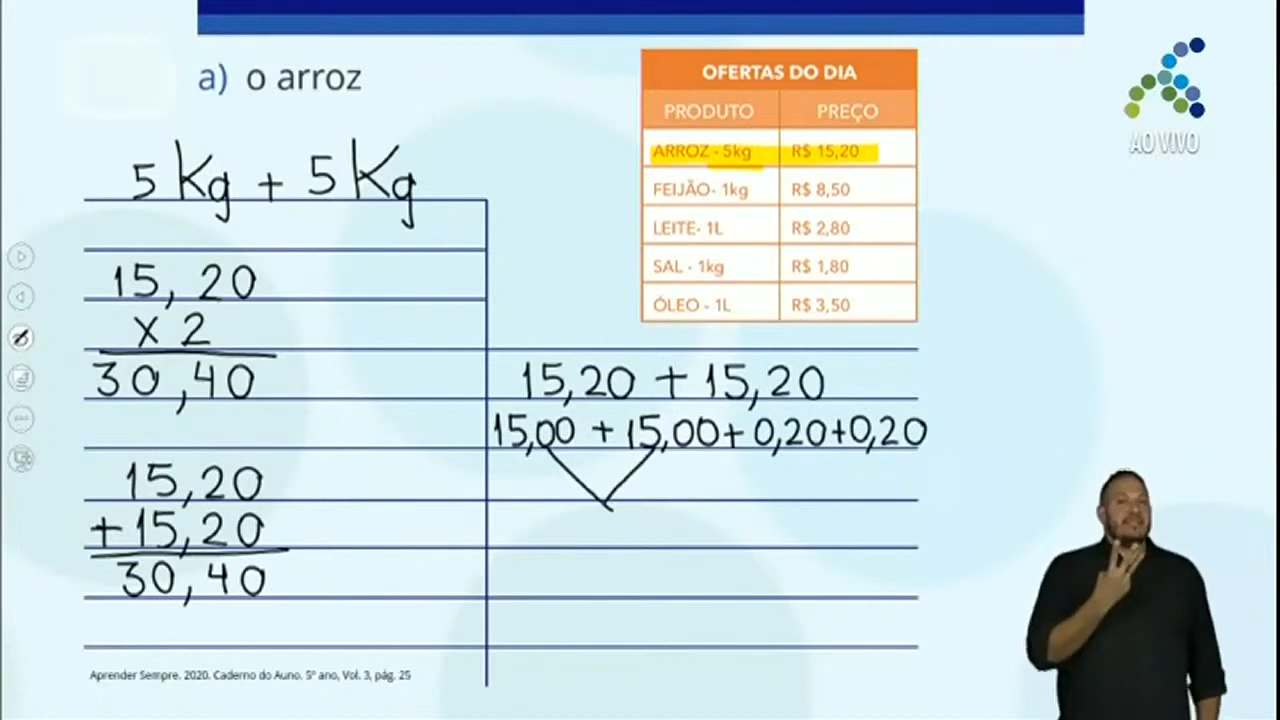 a) o arroz
5 Kg + 5 Kg
15,20
x 2
30,40
15,20
+ 15,20
30,40
OFERTAS DO DIA
PRODUTO PREÇO
ARROZ - 5kg R$ 15,20
FEIJÃO- 1kg R$ 8,50
LEITE- 1L R$ 2,80
SAL - 1kg R$ 1,80
ÓLEO - 1L R$ 3,50
15,20 + 15,20
15,00 + 15,00+ 0,20+0,20
AO VIVO
Aprender Sempre. 2020. Caderno do Auno. 5º ano, Vol. 3, pág. 25